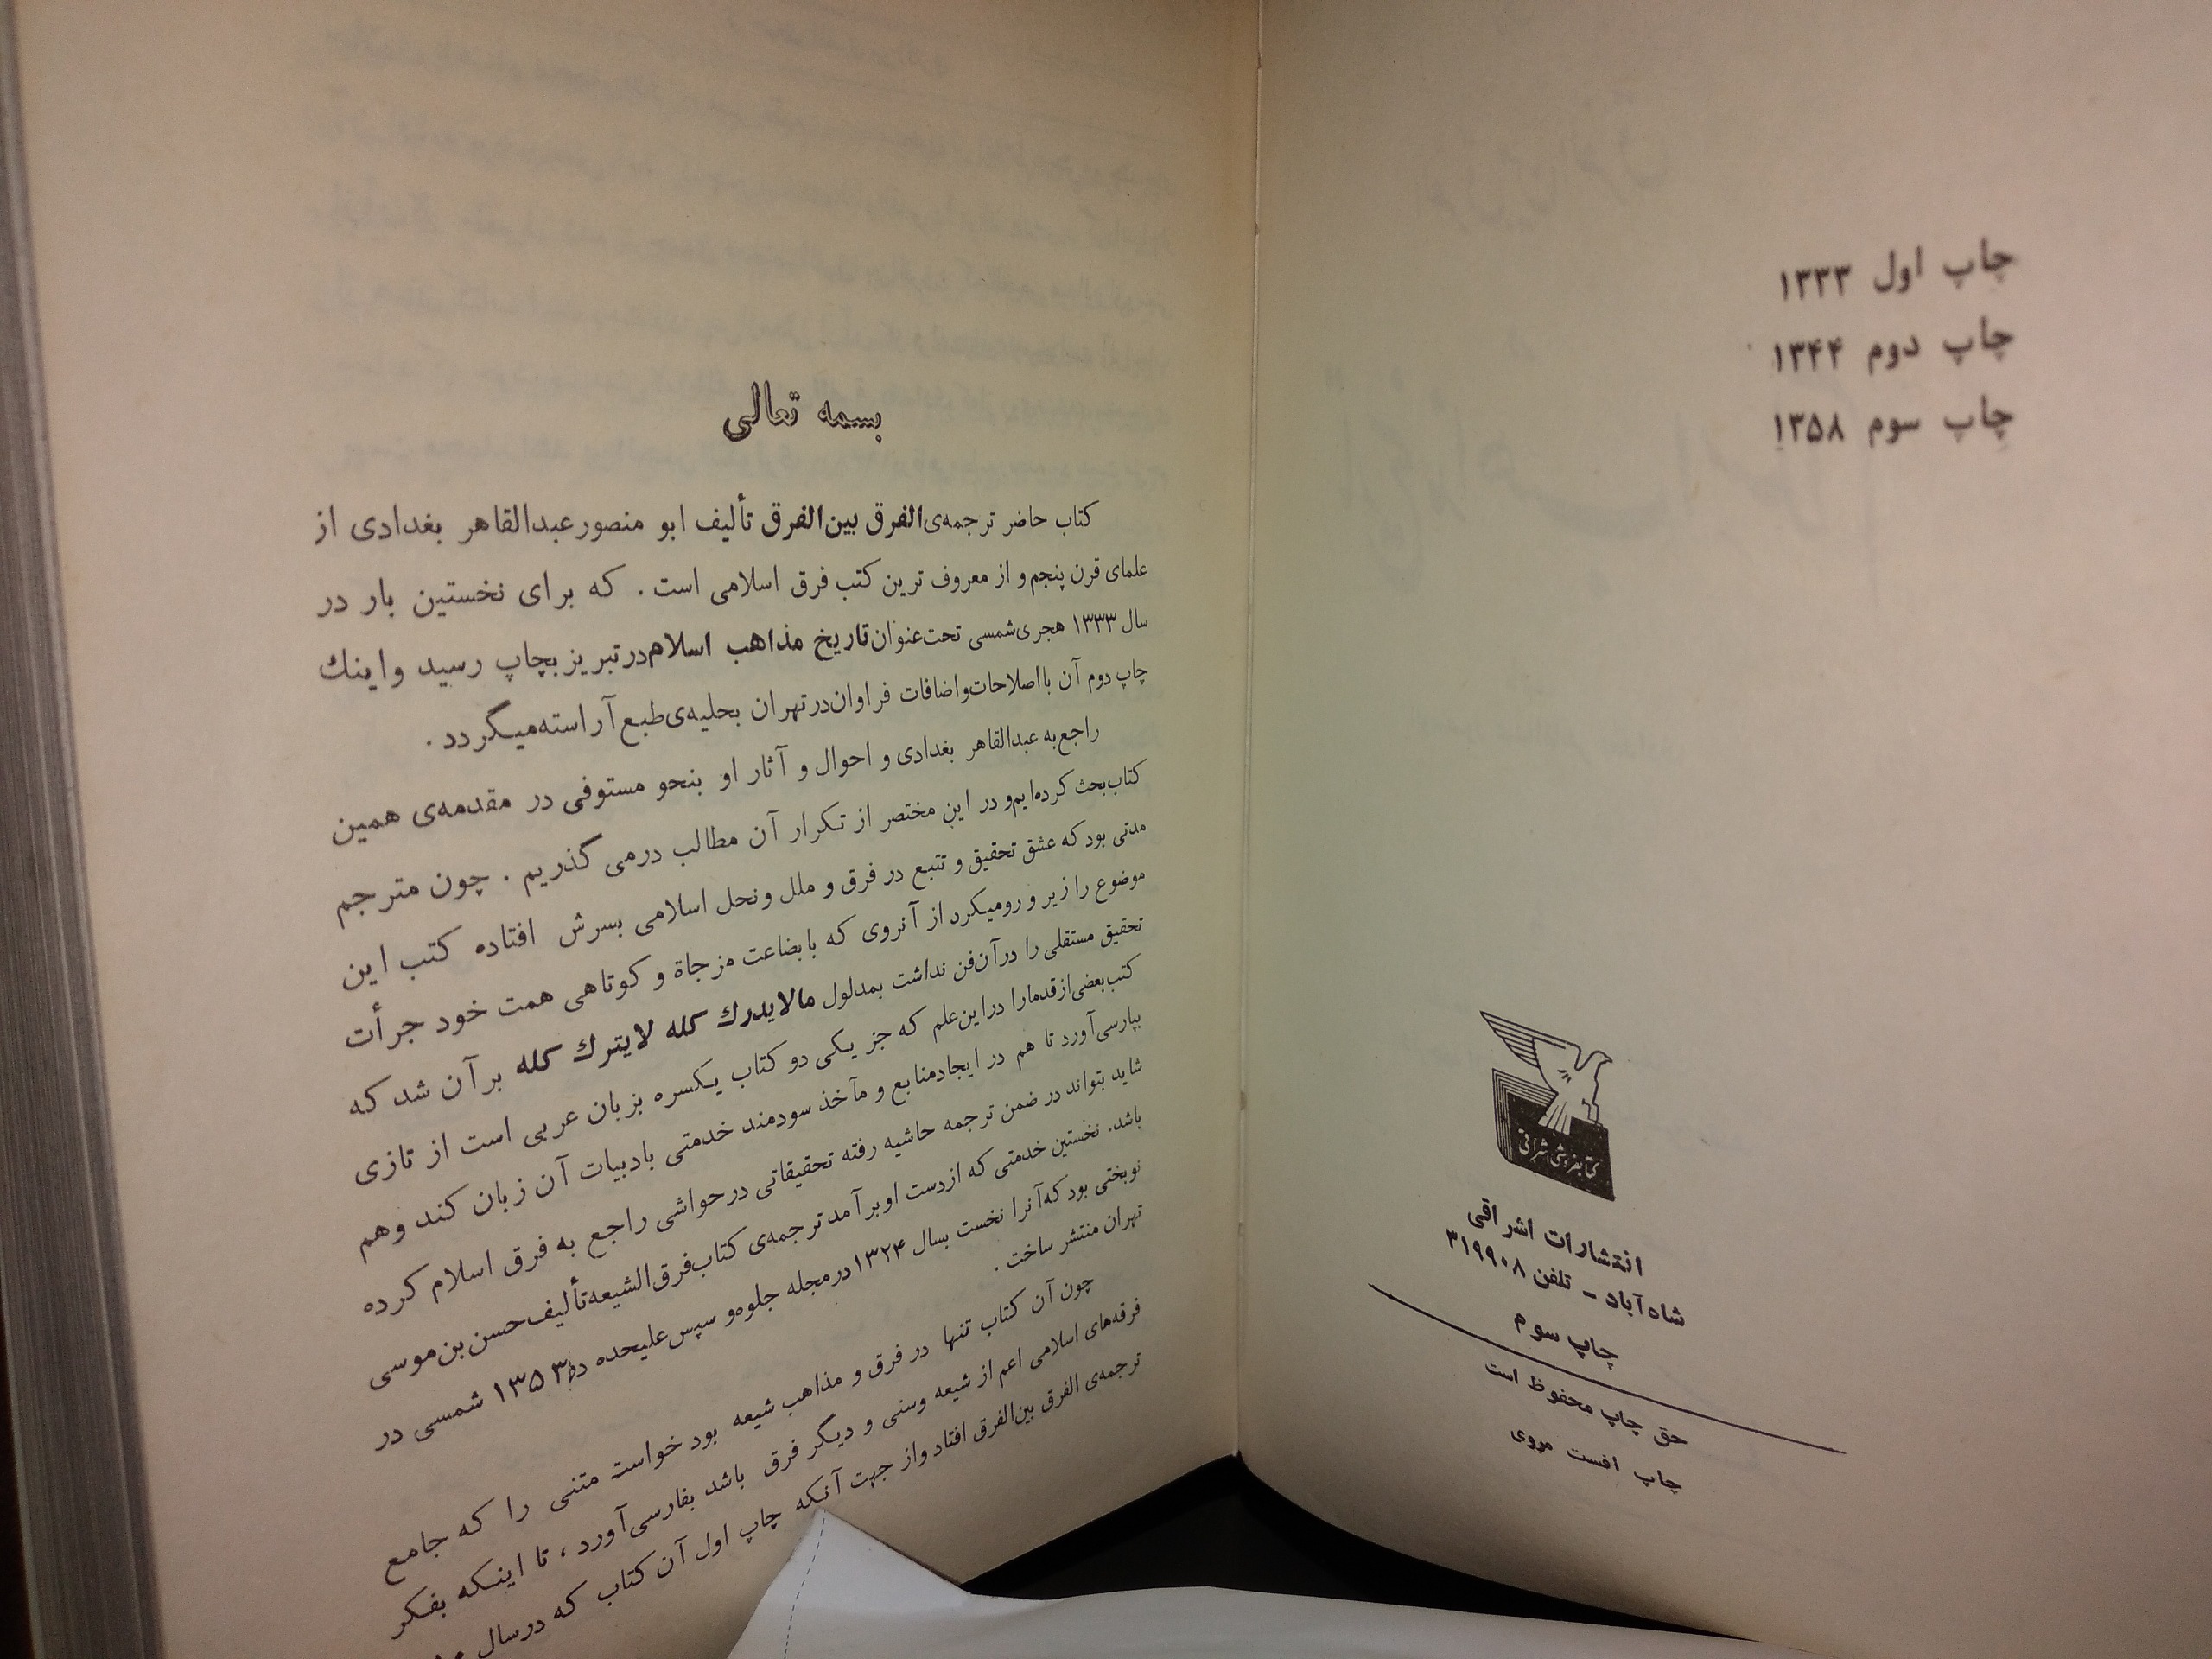 چاپ اول ۱۳۳۳
چاپ دوم ۱۳۴۴
چاپ سوم ۱۳۵۸
کتابفروشی اشراقی
انتشارات اشراقی
شاه‌آباد - تلفن ۳۱۹۹۰۸
چاپ سوم
حق چاپ محفوظ است
چاپ افست مروی
بسمه تعالی
کتاب حاضر ترجمه‌ی الفرق بین الفرق تألیف ابو منصور عبدالقاهر بغدادی از
علمای قرن پنجم و از معروف ترین کتب فرق اسلامی است . که برای نخستین بار در
سال ۱۳۳۳ هجری شمسی تحت عنوان تاریخ مذاهب اسلام در تبریز بچاپ رسید و اینك
چاپ دوم آن با اصلاحات و اضافات فراوان در تهران بحلیه‌ی طبع آراسته میگردد .
راجع به عبدالقاهر بغدادی و احوال و آثار او بنحو مستوفی در مقدمه‌ی همین
کتاب بحث کرده‌ایم و در این مختصر از تکرار آن مطالب درمی گذریم . چون مترجم
مدتی بود که عشق تحقیق و تتبع در فرق و ملل و نحل اسلامی بسرش افتاده کتب این
موضوع را زیر و رو میکرد از آنروی که با بضاعت مزجاة و کوتاهی همت خود جرأت
تحقیق مستقلی را در آن فن نداشت بمدلول مالایدرك كله لایترك كله بر آن شد که
کتب بعضی از قدما را در این علم که جز یکی دو کتاب یکسره بزبان عربی است از تازی
بپارسی آورد تا هم در ایجاد منابع و مآخذ سودمند خدمتی بادبیات آن زبان کند و هم
شاید بتواند در ضمن ترجمه حاشیه رفته تحقیقاتی در حواشی راجع به فرق اسلام کرده
باشد. نخستین خدمتی که از دست او برآمد ترجمه‌ی کتاب فرق الشیعه تألیف حسن بن موسی
نوبختی بود که آنرا نخست بسال ۱۳۲۴ در مجله جلوه و سپس علیحده در ۱۳۵۳ شمسی در
تهران منتشر ساخت .
چون آن کتاب تنها در فرق و مذاهب شیعه بود خواست متنی را که جامع
فرقه‌های اسلامی اعم از شیعه و سنی و دیگر فرق باشد بفارسی آورد ، تا اینکه بفکر
ترجمه‌ی الفرق بین الفرق افتاد و از جهت آنکه چاپ اول آن کتاب که در سال